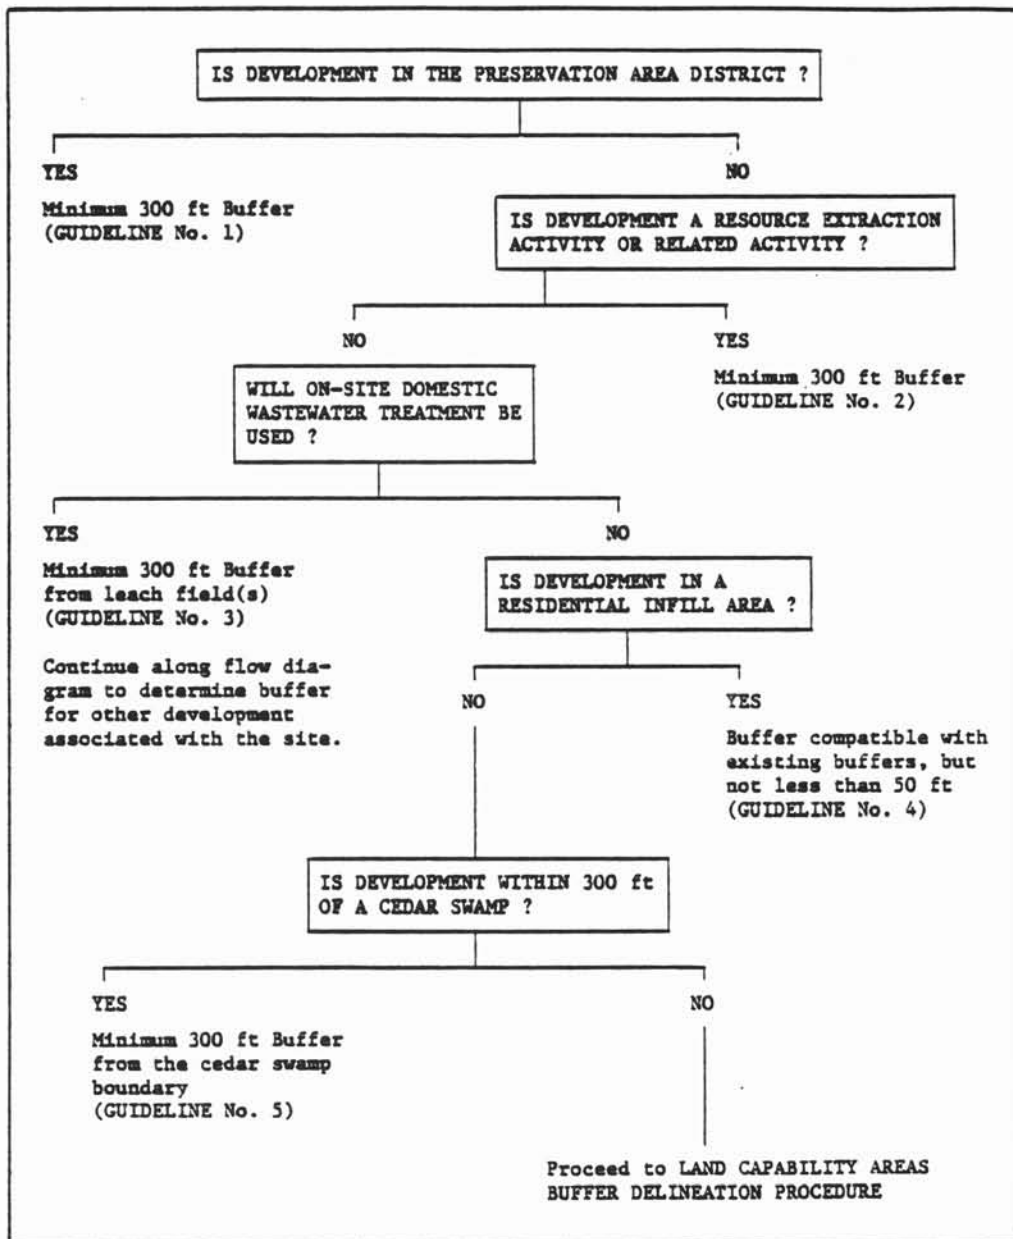 IS DEVELOPMENT IN THE PRESERVATION AREA DISTRICT ?
YES
Minimum 300 ft Buffer
(GUIDELINE No. 1)
NO
IS DEVELOPMENT A RESOURCE EXTRACTION
ACTIVITY OR RELATED ACTIVITY ?
NO
WILL ON-SITE DOMESTIC
WASTEWATER TREATMENT BE
USED ?
YES
Minimum 300 ft Buffer
(GUIDELINE No. 2)
YES
Minimum 300 ft Buffer
from leach field(s)
(GUIDELINE No. 3)
Continue along flow dia-
gram to determine buffer
for other development
associated with the site.
NO
IS DEVELOPMENT IN A
RESIDENTIAL INFILL AREA ?
NO
YES
Buffer compatible with
existing buffers, but
not less than 50 ft
(GUIDELINE No. 4)
IS DEVELOPMENT WITHIN 300 ft
OF A CEDAR SWAMP ?
YES
Minimum 300 ft Buffer
from the cedar swamp
boundary
(GUIDELINE No. 5)
NO
Proceed to LAND CAPABILITY AREAS
BUFFER DELINEATION PROCEDURE